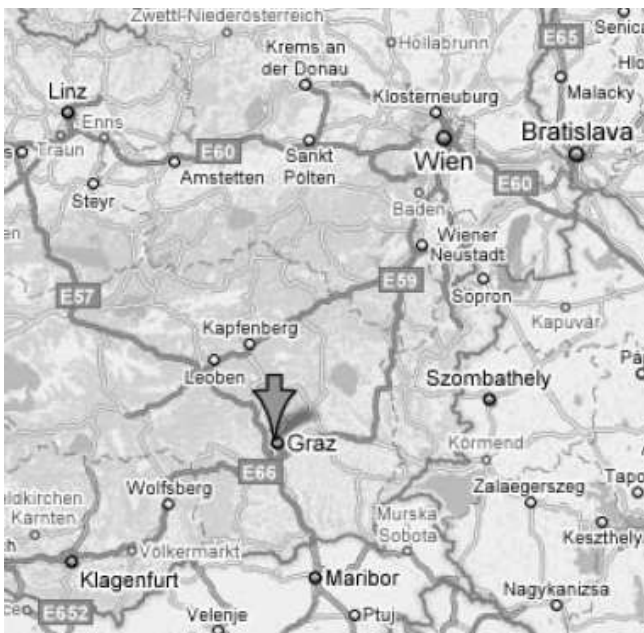 Zwettl-Niederösterreich
E65
Senica
Krems an
der Donau
Hollabrunn
Malacky
Linz
Enns
Klosterneuburg
Bratislava
Traun
E60
Sankt
Pölten
Wien
Amstetten
E60
Steyr
Baden
Wiener
Neustadt
E57
E59
Sopron
Kapuvár
Kapfenberg
Leoben
Szombathely
Graz
Körmend
E66
Wolfsberg
Zalaegerszeg
Feldkirchen
Kärnten
Murska
Sobota
Keszthely
Völkermarkt
Klagenfurt
Maribor
Nagykanizsa
E652
Velenje
Ptuj